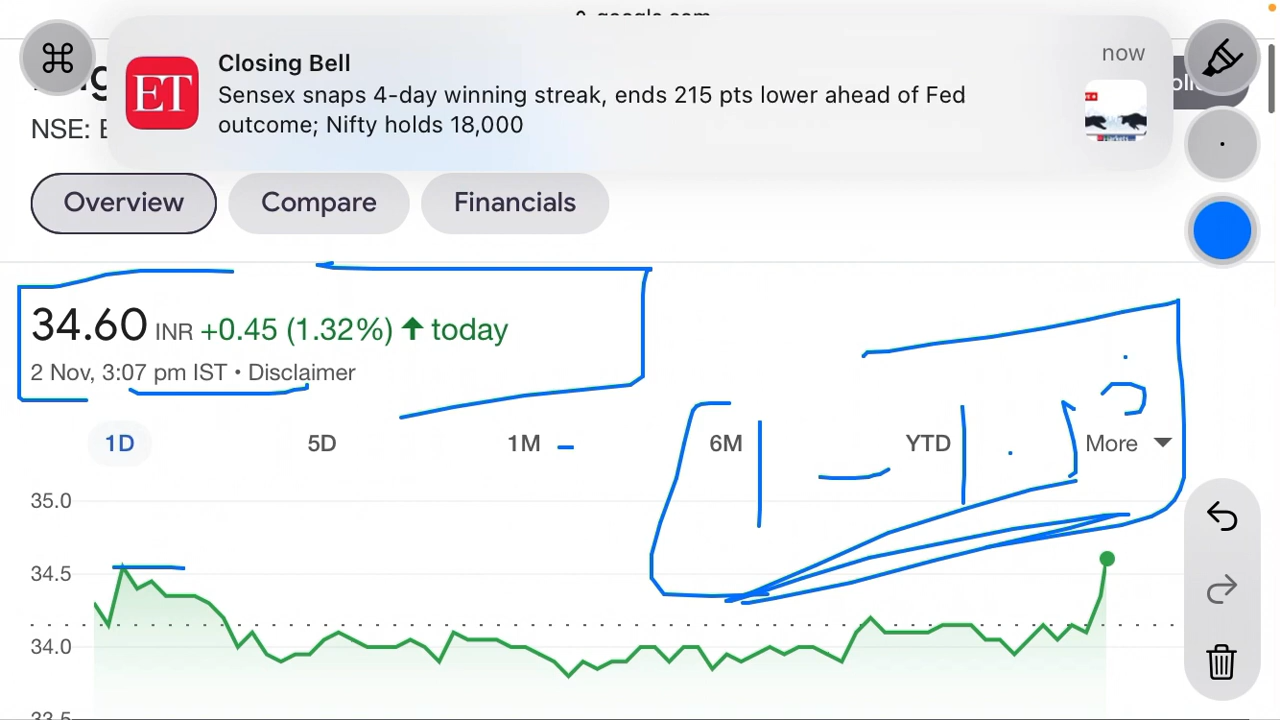 Closing Bell
now
ET
Sensex snaps 4-day winning streak, ends 215 pts lower ahead of Fed
outcome; Nifty holds 18,000
NSE:
Overview
Compare
Financials
34.60 INR +0.45 (1.32%) ↑ today
2 Nov, 3:07 pm IST • Disclaimer
1D 5D 1M 6M YTD More
35.0
34.5
34.0
33.5